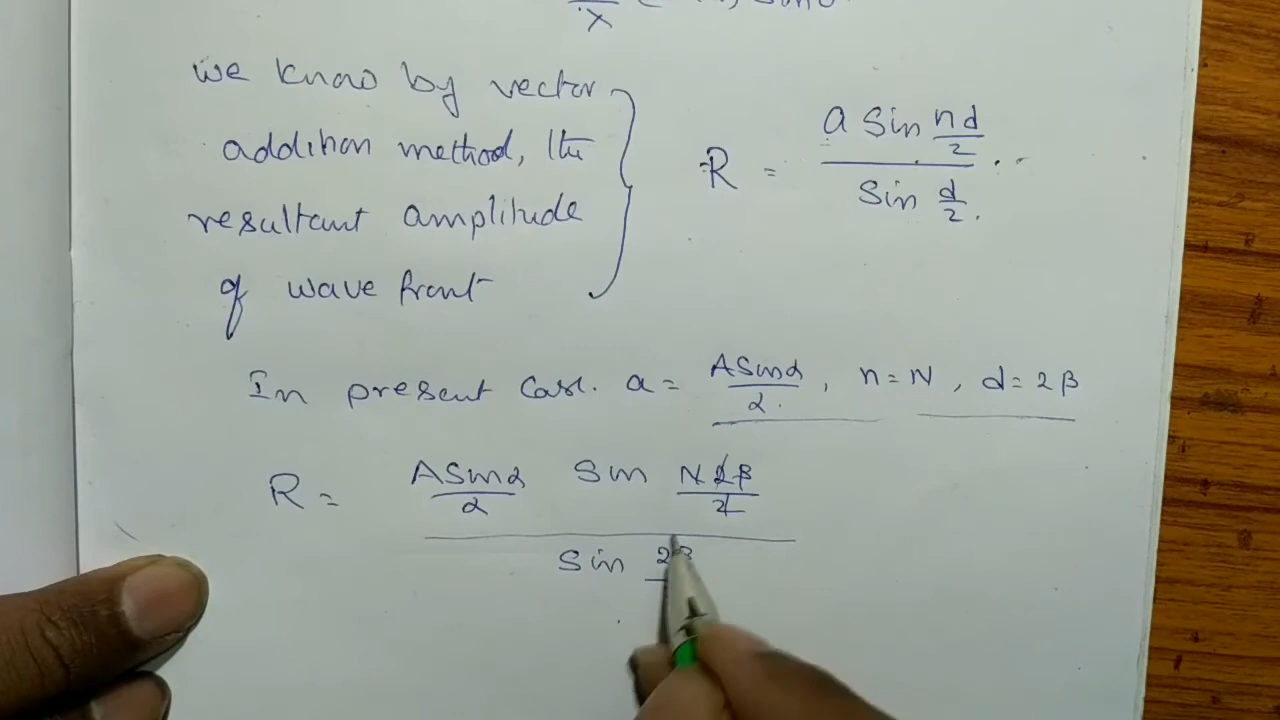 we know by vector
addition method, the
resultant amplitude
of wave front
R = a Sin nd/2 / Sin d/2.
In present case. a = A Sin α / α. , n = N , d = 2β
R = A Sin α / α Sin N 2β / 2
Sin 2β